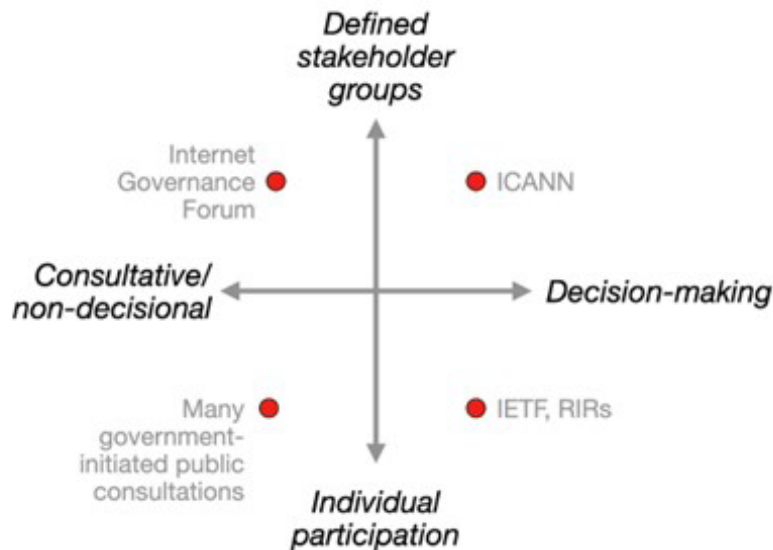 Defined
stakeholder
groups
Internet
Governance
Forum
ICANN
Consultative/
non-decisional
Decision-making
Many
government-
initiated public
consultations
IETF, RIRs
Individual
participation